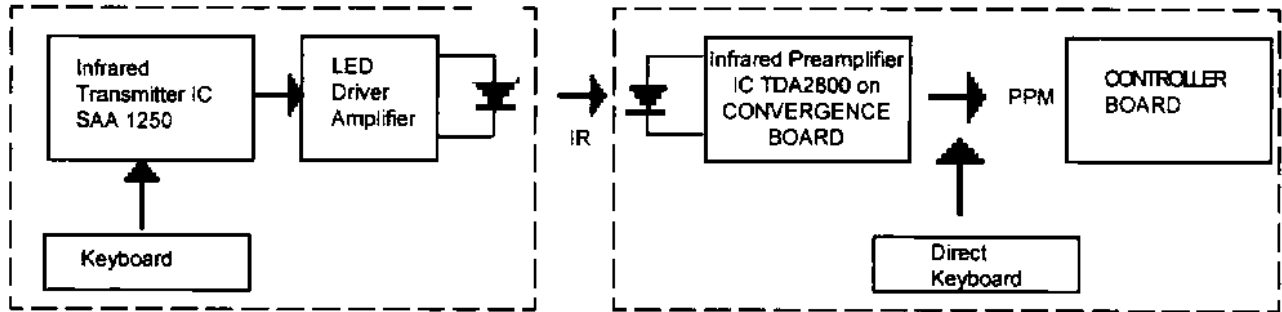 Infrared
Transmitter IC
SAA 1250
LED
Driver
Amplifier
Keyboard
IR
Infrared Preamplifier
IC TDA2800 on
CONVERGENCE
BOARD
PPM
CONTROLLER
BOARD
Direct
Keyboard